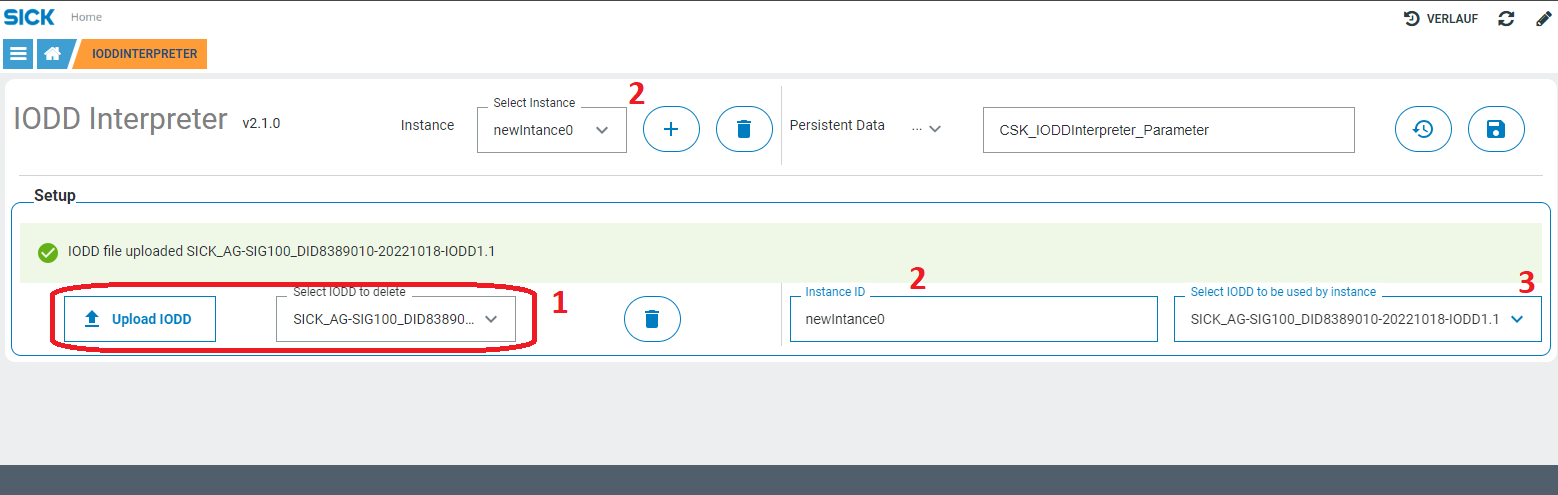 SICK Home
VERLAUF
IODDINTERPRETER
IODD Interpreter v2.1.0
Instance
Select Instance
newIntance0
2
Persistent Data ...
CSK_IODDInterpreter_Parameter
Setup
IODD file uploaded SICK_AG-SIG100_DID8389010-20221018-IODD1.1
Upload IODD
Select IODD to delete
SICK_AG-SIG100_DID83890...
1
2
Instance ID
newIntance0
3
Select IODD to be used by instance
SICK_AG-SIG100_DID8389010-20221018-IODD1.1